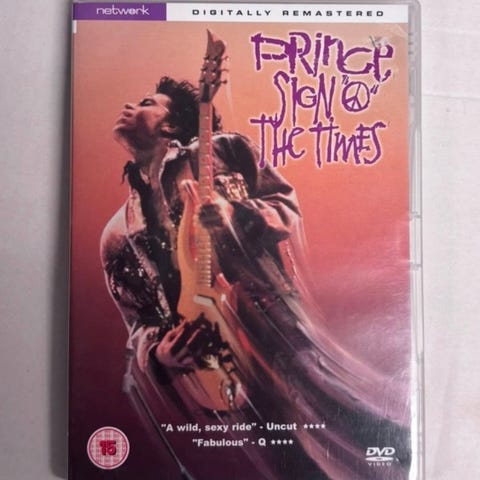 network
DIGITALLY REMASTERED
PRINCE
SIGN "☮"
THE TIMES
"A wild, sexy ride" - Uncut ★★★★
"Fabulous" - Q ★★★★
15
DVD
VIDEO